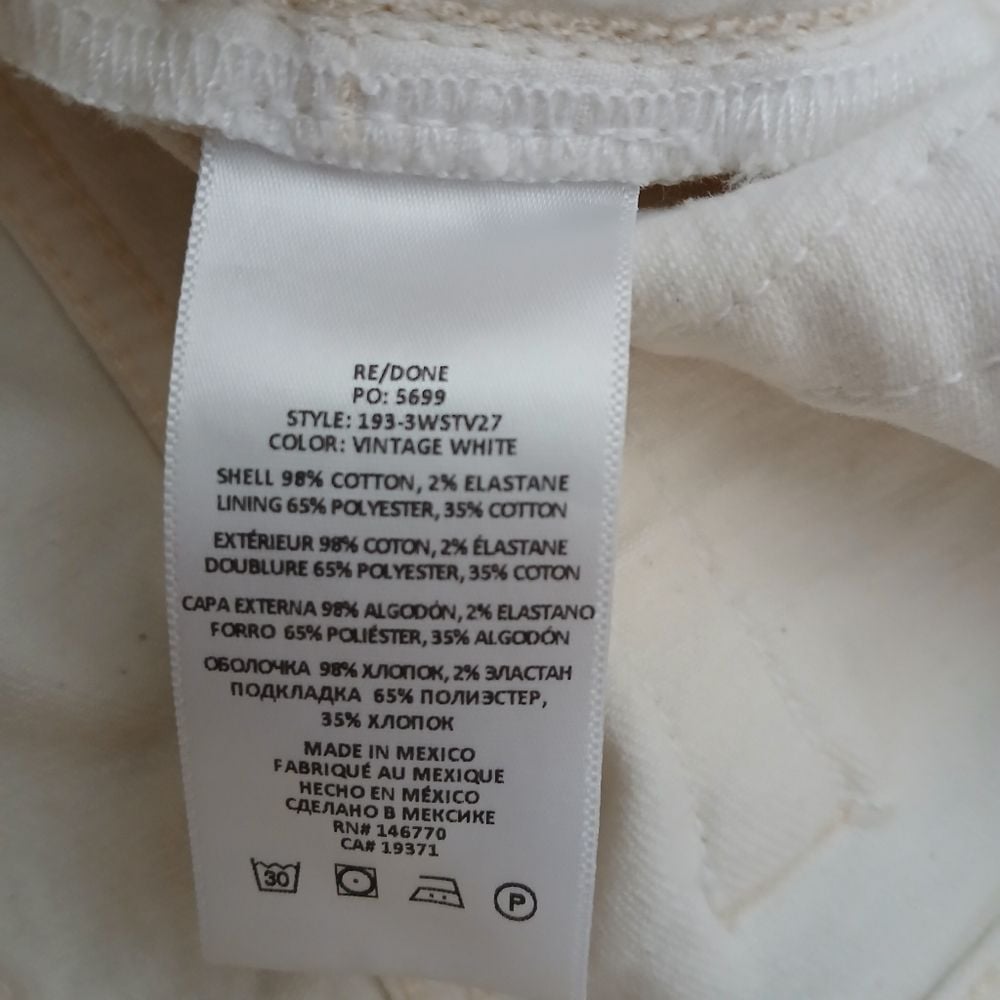 RE/DONE
PO: 5699
STYLE: 193-3WSTV27
COLOR: VINTAGE WHITE
SHELL 98% COTTON, 2% ELASTANE
LINING 65% POLYESTER, 35% COTTON
EXTÉRIEUR 98% COTON, 2% ÉLASTANE
DOUBLURE 65% POLYESTER, 35% COTON
CAPA EXTERNA 98% ALGODÓN, 2% ELASTANO
FORRO 65% POLIÉSTER, 35% ALGODÓN
ОБОЛОЧКА 98% ХЛОПОК, 2% ЭЛАСТАН
ПОДКЛАДКА 65% ПОЛИЭСТЕР,
35% ХЛОПОК
MADE IN MEXICO
FABRIQUÉ AU MEXIQUE
HECHO EN MÉXICO
СДЕЛАНО В МЕКСИКЕ
RN# 146770
CA# 19371
30 P